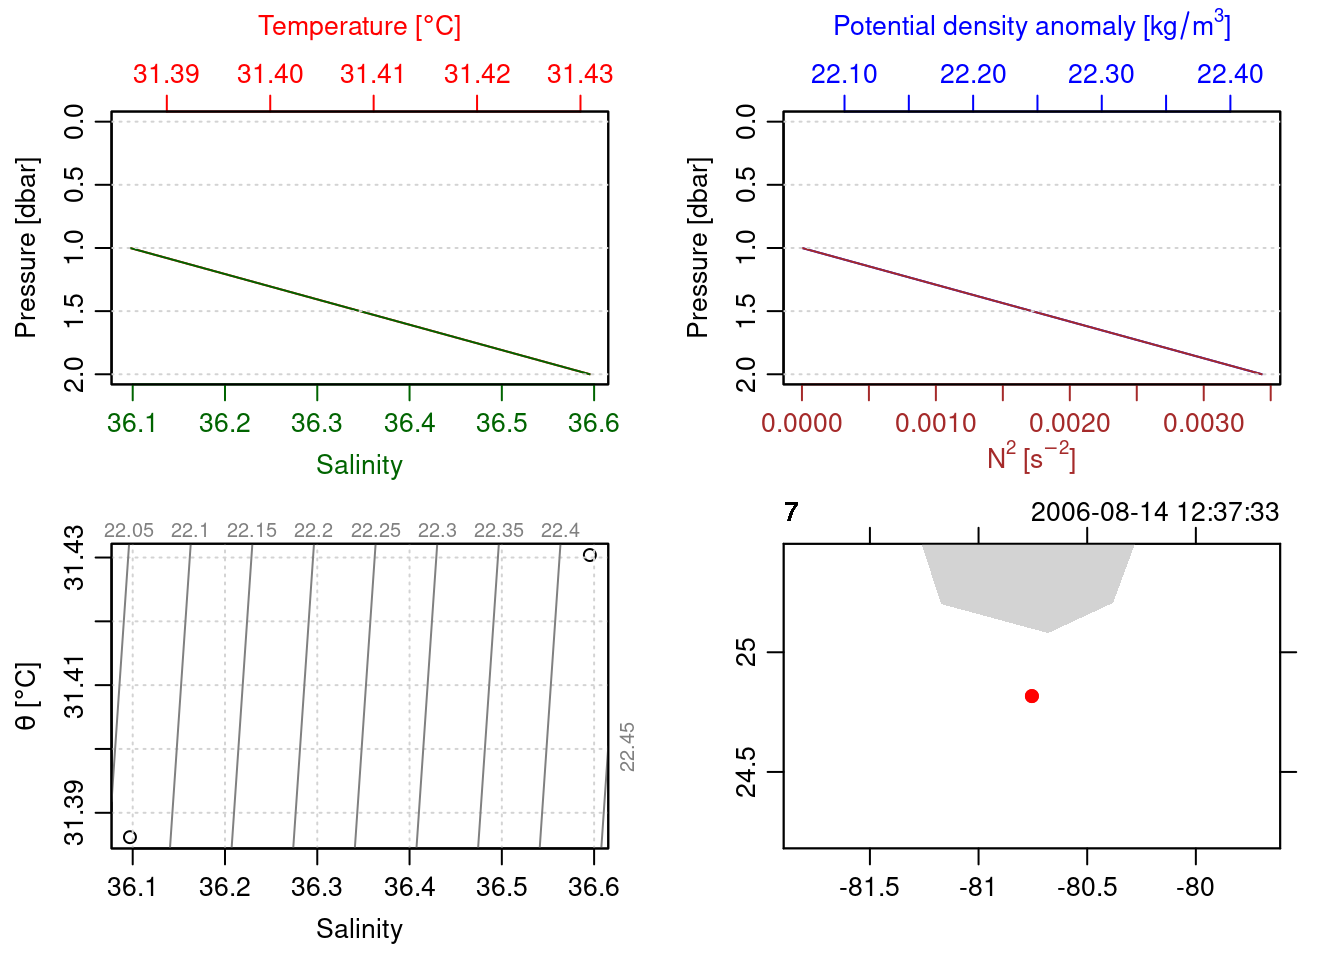 Temperature [°C]
31.39 31.40 31.41 31.42 31.43
Pressure [dbar]
0.0 0.5 1.0 1.5 2.0
36.1 36.2 36.3 36.4 36.5 36.6
Salinity
Potential density anomaly [kg/m³]
22.10 22.20 22.30 22.40
Pressure [dbar]
0.0 0.5 1.0 1.5 2.0
0.0000 0.0010 0.0020 0.0030
N² [s⁻²]
22.05 22.1 22.15 22.2 22.25 22.3 22.35 22.4
22.45
θ [°C]
31.43
31.41
31.39
36.1 36.2 36.3 36.4 36.5 36.6
Salinity
7 2006-08-14 12:37:33
25
24.5
-81.5 -81 -80.5 -80